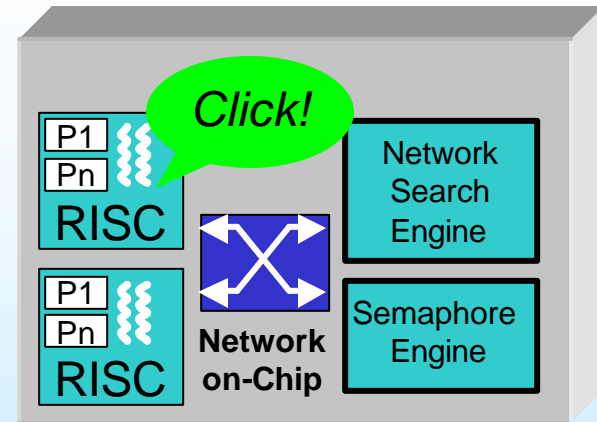 Click!
P1
Pn
RISC
Network
Search
Engine
P1
Pn
RISC
Network
on-Chip
Semaphore
Engine